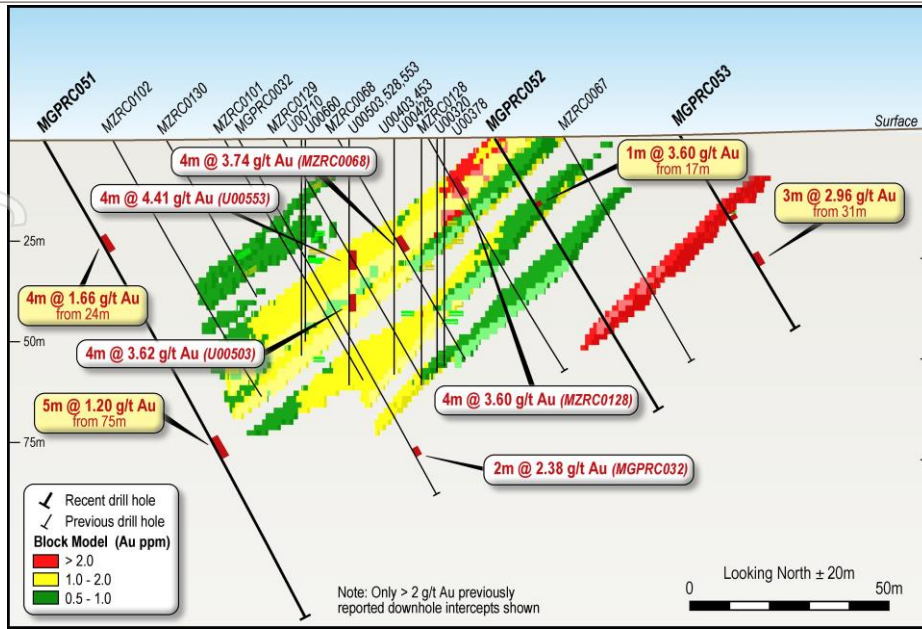 MGPRC051
MZRC0102
MZRC0130
MZRC0101
MGPRC0032
MZRC0129
U00710
U00660
MZRC0068
U00503,528,553
U00403,453
U00428
MZRC0128
U00320
U00378
MGPRC052
MZRC0067
MGPRC053
Surface
4m @ 3.74 g/t Au (MZRC0068)
4m @ 4.41 g/t Au (U00553)
1m @ 3.60 g/t Au
from 17m
3m @ 2.96 g/t Au
from 31m
25m
4m @ 1.66 g/t Au
from 24m
50m
4m @ 3.62 g/t Au (U00503)
4m @ 3.60 g/t Au (MZRC0128)
5m @ 1.20 g/t Au
from 75m
75m
2m @ 2.38 g/t Au (MGPRC032)
Recent drill hole
Previous drill hole
Block Model (Au ppm)
> 2.0
1.0 - 2.0
0.5 - 1.0
Note: Only > 2 g/t Au previously
reported downhole intercepts shown
Looking North ± 20m
0
50m